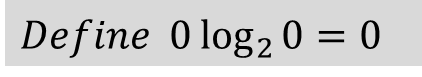 Define 0 log₂ 0 = 0